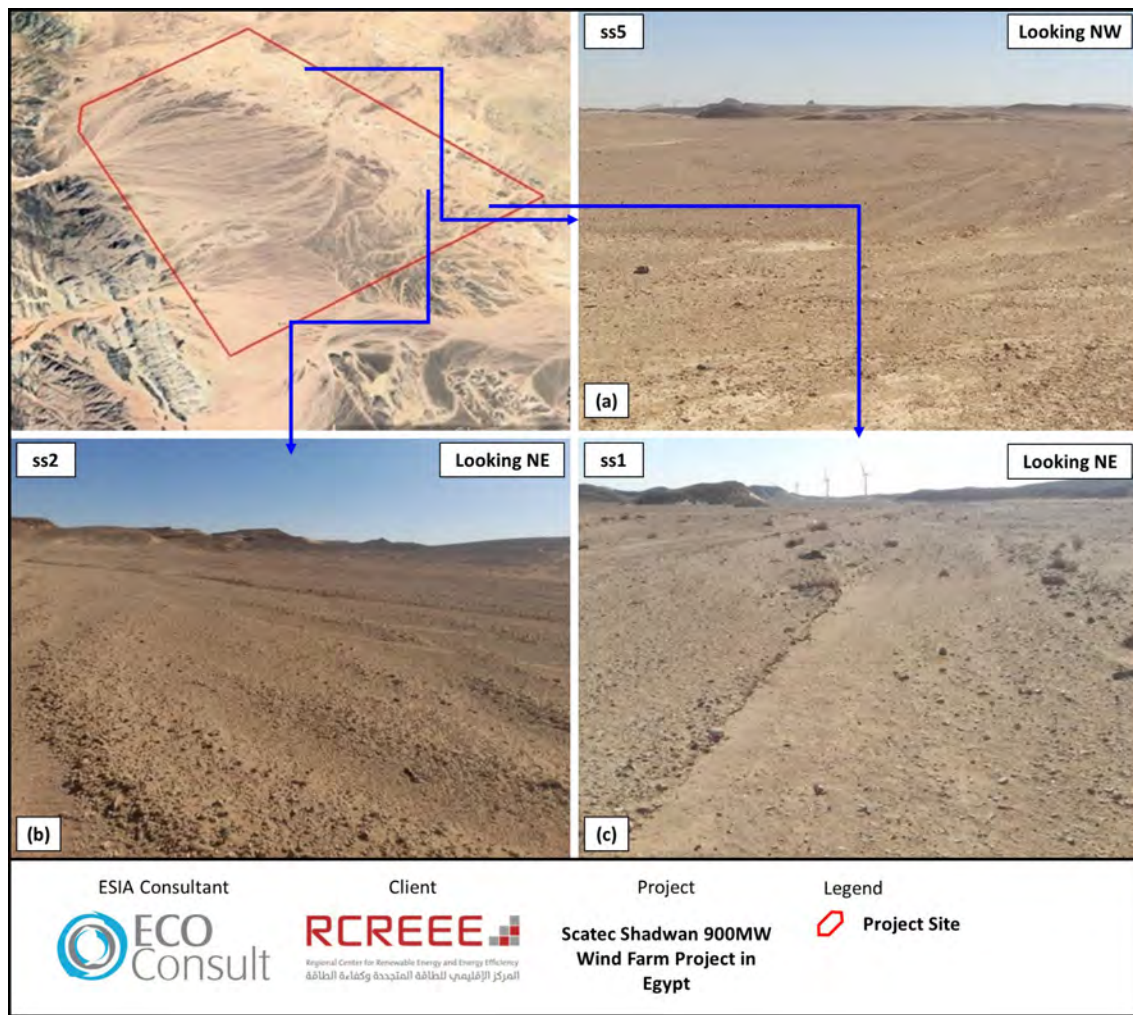 ss5
Looking NW
(a)
ss2
Looking NE
ss1
Looking NE
(b)
(c)
ESIA Consultant
Client
Project
Legend
ECO
Consult
RCREEE
Regional Center for Renewable Energy and Energy Efficiency
المركز الإقليمي للطاقة المتجددة وكفاءة الطاقة
Scatec Shadwan 900MW
Wind Farm Project in
Egypt
Project Site